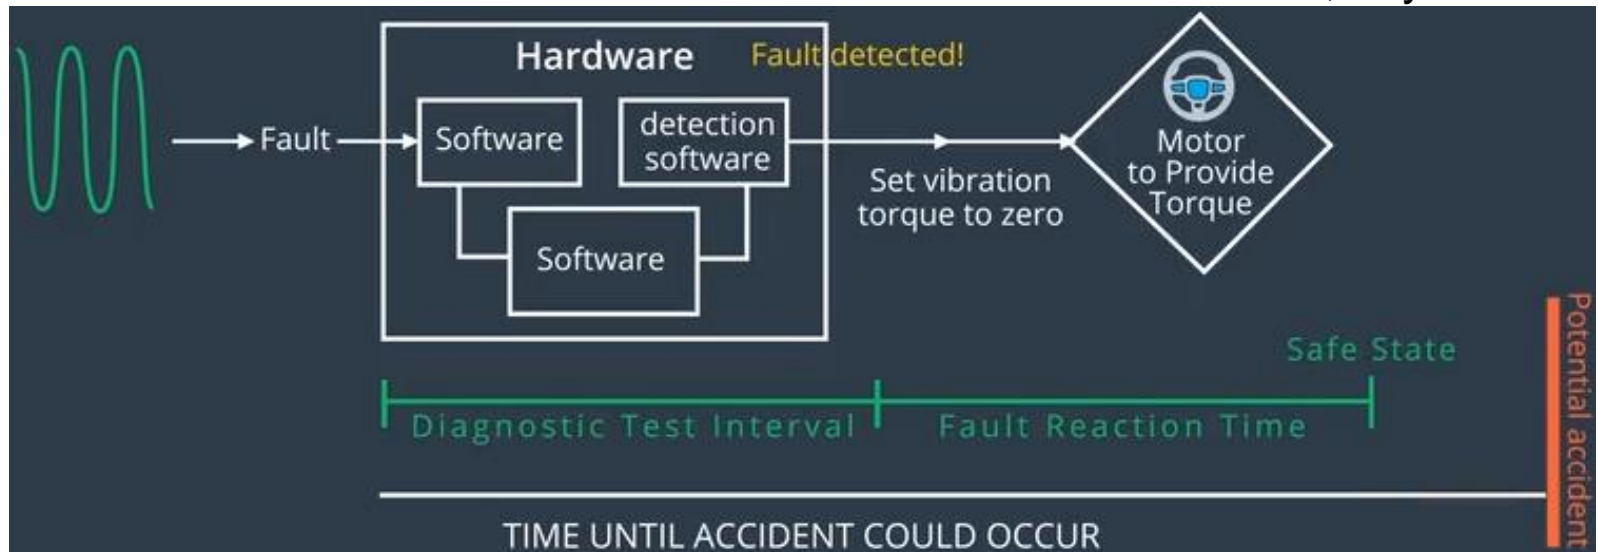 Hardware
Fault detected!
Fault
Software
detection
software
Software
Set vibration
torque to zero
Motor
to Provide
Torque
Safe State
Diagnostic Test Interval
Fault Reaction Time
Potential accident
TIME UNTIL ACCIDENT COULD OCCUR